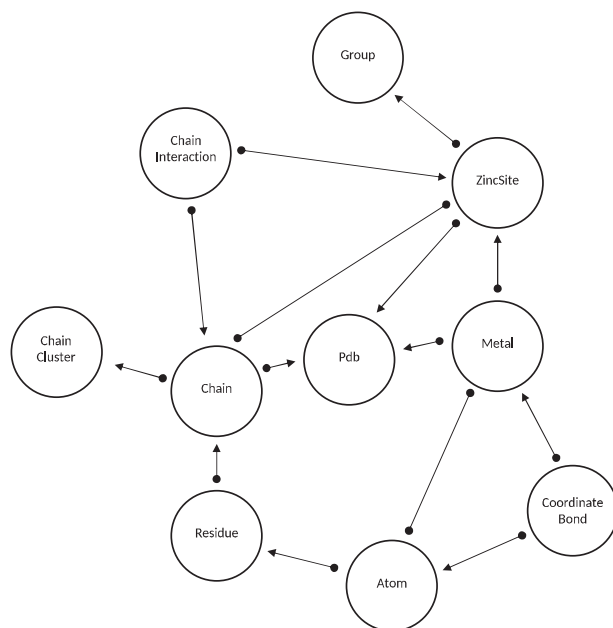 Group
Chain
Interaction
ZincSite
Chain
Cluster
Chain
Pdb
Metal
Residue
Atom
Coordinate
Bond